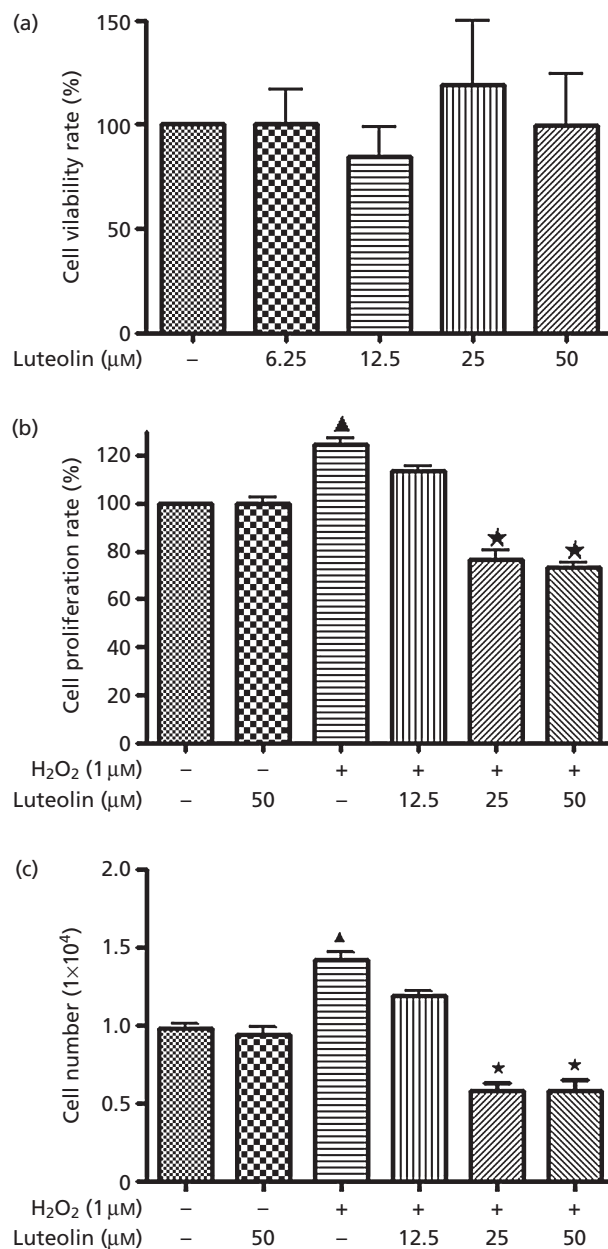 (a)
Cell vilability rate (%)
150
100
50
0
Luteolin (μM) – 6.25 12.5 25 50
(b)
Cell proliferation rate (%)
120
100
80
60
40
20
0
H₂O₂ (1 μM) – – + + + +
Luteolin (μM) – 50 – 12.5 25 50
(c)
Cell number (1×10⁴)
2.0
1.5
1.0
0.5
0
H₂O₂ (1 μM) – – + + + +
Luteolin (μM) – 50 – 12.5 25 50